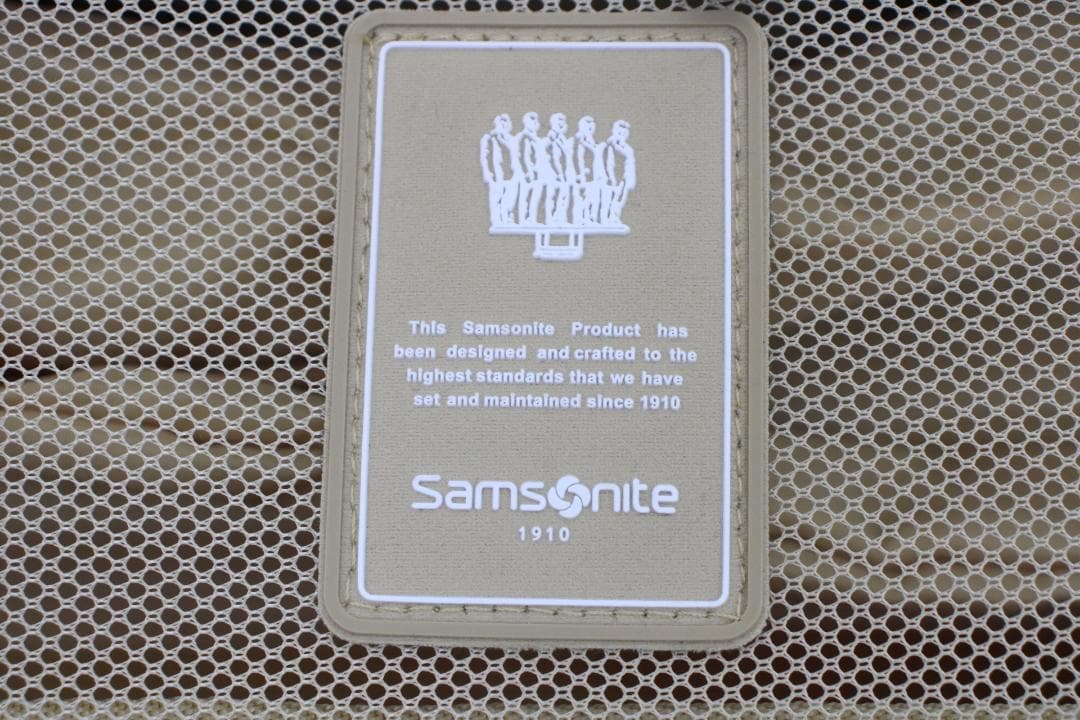 This Samsonite Product has
been designed and crafted to the
highest standards that we have
set and maintained since 1910
Samsonite
1910